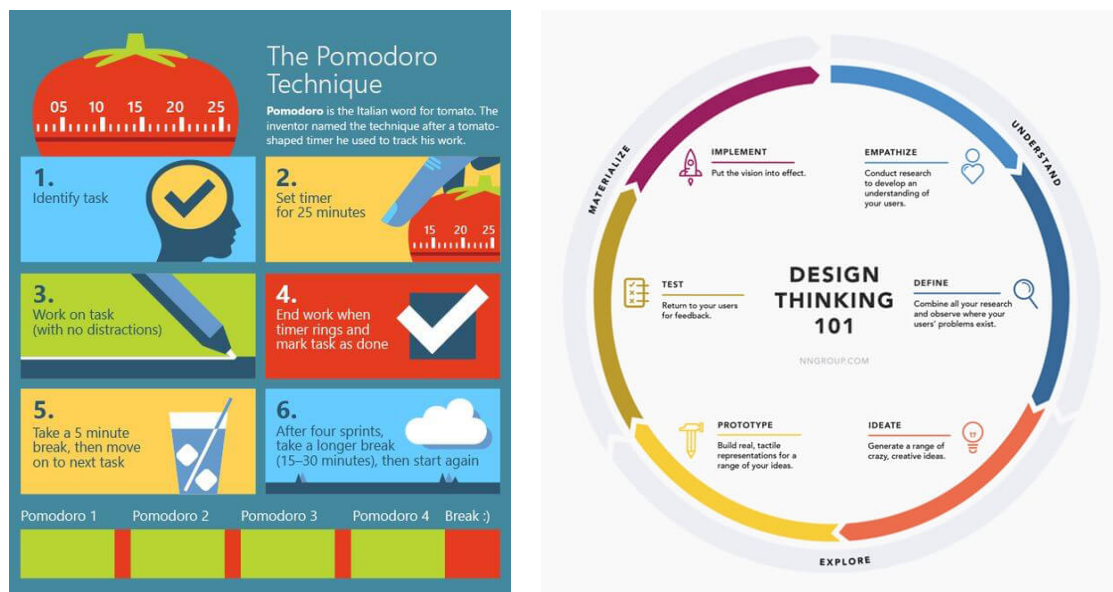 The Pomodoro
Technique
Pomodoro is the Italian word for tomato. The
inventor named the technique after a tomato-
shaped timer he used to track his work.
05 10 15 20 25
1.
Identify task
2.
Set timer
for 25 minutes
15 20 25
3.
Work on task
(with no distractions)
4.
End work when
timer rings and
mark task as done
5.
Take a 5 minute
break, then move
on to next task
6.
After four sprints,
take a longer break
(15–30 minutes), then start again
Pomodoro 1 Pomodoro 2 Pomodoro 3 Pomodoro 4 Break :)
DESIGN
THINKING
101
NNGROUP.COM
UNDERSTAND
EMPATHIZE
Conduct research
to develop an
understanding of
your users.
DEFINE
Combine all your research
and observe where your
users' problems exist.
EXPLORE
IDEATE
Generate a range of
crazy, creative ideas.
PROTOTYPE
Build real, tactile
representations for a
range of your ideas.
MATERIALIZE
TEST
Return to your users
for feedback.
IMPLEMENT
Put the vision into effect.